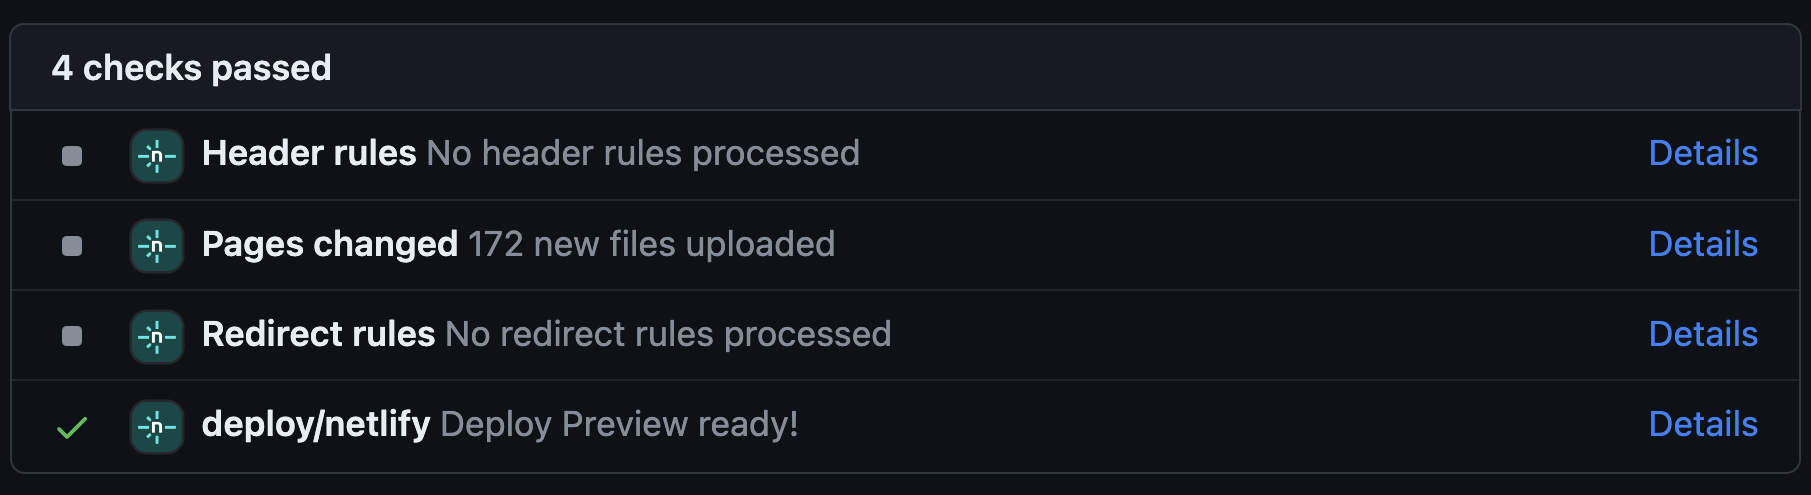 4 checks passed
Header rules No header rules processed Details
Pages changed 172 new files uploaded Details
Redirect rules No redirect rules processed Details
deploy/netlify Deploy Preview ready! Details